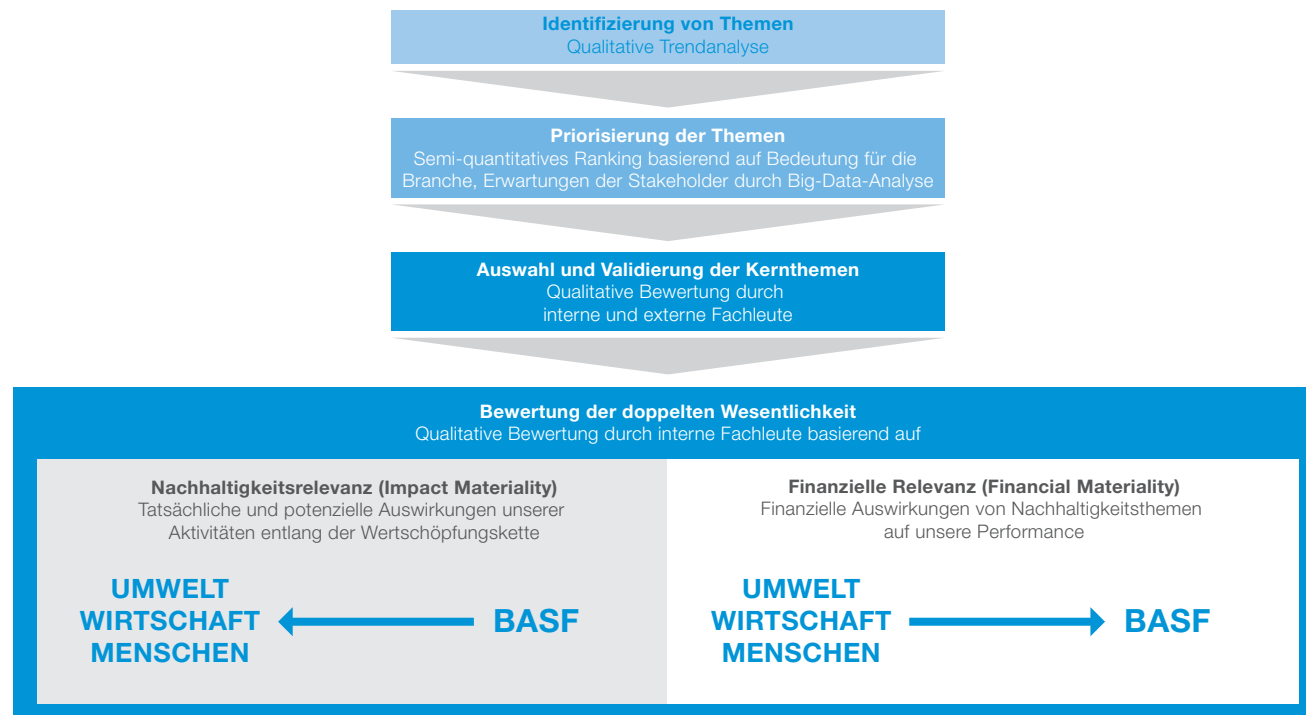 Identifizierung von Themen
Qualitative Trendanalyse
Priorisierung der Themen
Semi-quantitatives Ranking basierend auf Bedeutung für die
Branche, Erwartungen der Stakeholder durch Big-Data-Analyse
Auswahl und Validierung der Kernthemen
Qualitative Bewertung durch
interne und externe Fachleute
Bewertung der doppelten Wesentlichkeit
Qualitative Bewertung durch interne Fachleute basierend auf
Nachhaltigkeitsrelevanz (Impact Materiality)
Tatsächliche und potenzielle Auswirkungen unserer
Aktivitäten entlang der Wertschöpfungskette
UMWELT
WIRTSCHAFT
MENSCHEN
BASF
Finanzielle Relevanz (Financial Materiality)
Finanzielle Auswirkungen von Nachhaltigkeitsthemen
auf unsere Performance
UMWELT
WIRTSCHAFT
MENSCHEN
BASF